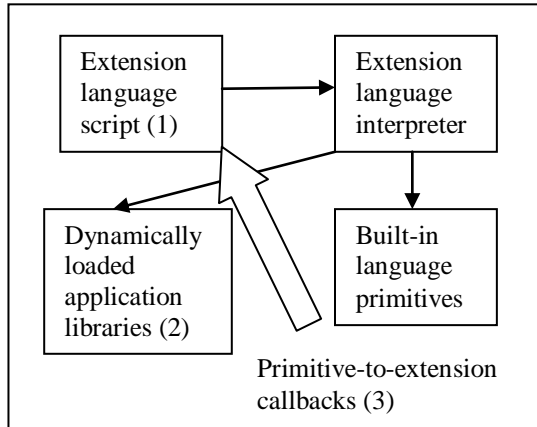 Extension
language
script (1)
Extension
language
interpreter
Dynamically
loaded
application
libraries (2)
Built-in
language
primitives
Primitive-to-extension
callbacks (3)